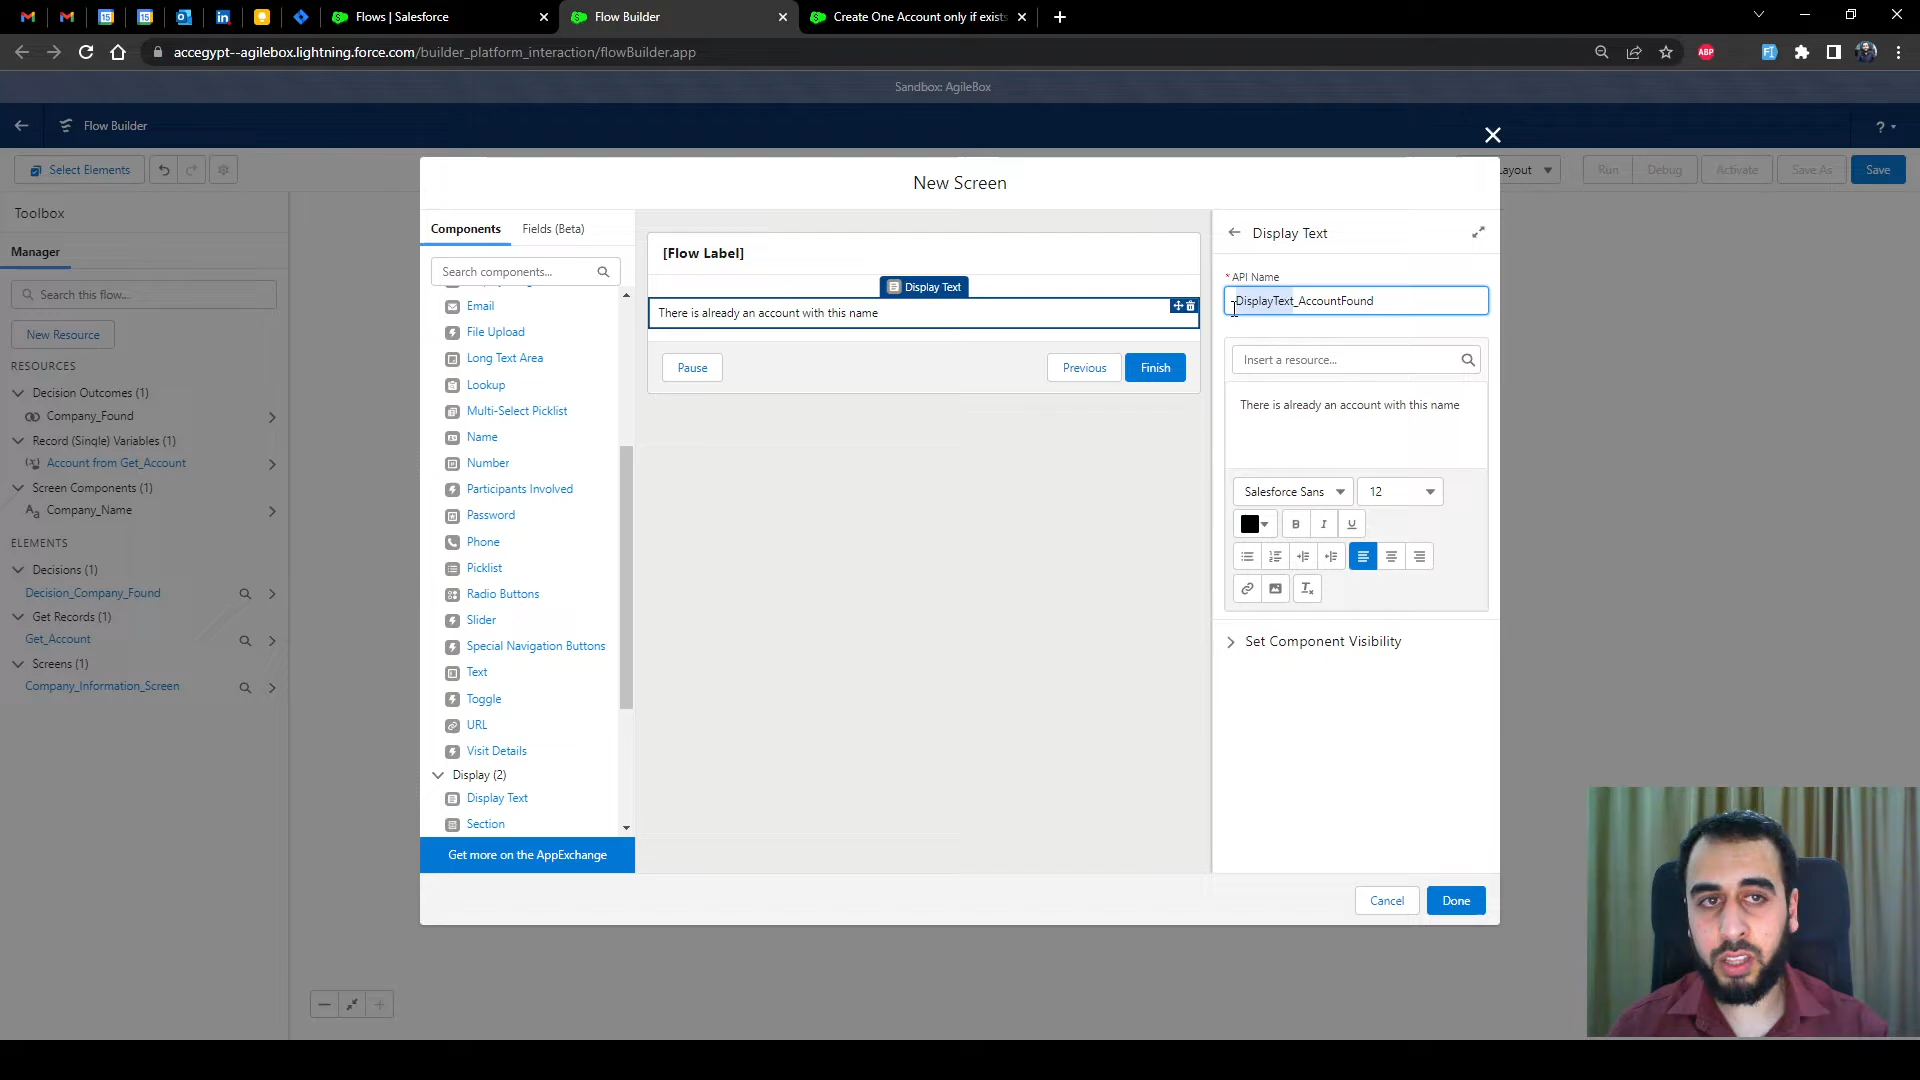 Flows | Salesforce
Flow Builder
Create One Account only if exists
accegypt--agilebox.lightning.force.com/builder_platform_interaction/flowBuilder.app
ABP
Sandbox: AgileBox
Flow Builder
?
Select Elements
ayout
Run
Debug
Activate
Save As
Save
Toolbox
Manager
Search this flow...
New Resource
RESOURCES
Decision Outcomes (1)
Company_Found
Record (Single) Variables (1)
Account from Get_Account
Screen Components (1)
Company_Name
ELEMENTS
Decisions (1)
Decision_Company_Found
Get Records (1)
Get_Account
Screens (1)
Company_Information_Screen
New Screen
Components
Fields (Beta)
Search components...
Email
File Upload
Long Text Area
Lookup
Multi-Select Picklist
Name
Number
Participants Involved
Password
Phone
Picklist
Radio Buttons
Slider
Special Navigation Buttons
Text
Toggle
URL
Visit Details
Display (2)
Display Text
Section
Get more on the AppExchange
[Flow Label]
Display Text
There is already an account with this name
Pause
Previous
Finish
Display Text
* API Name
DisplayText_AccountFound
Insert a resource...
There is already an account with this name
Salesforce Sans
12
B
I
U
Set Component Visibility
Cancel
Done